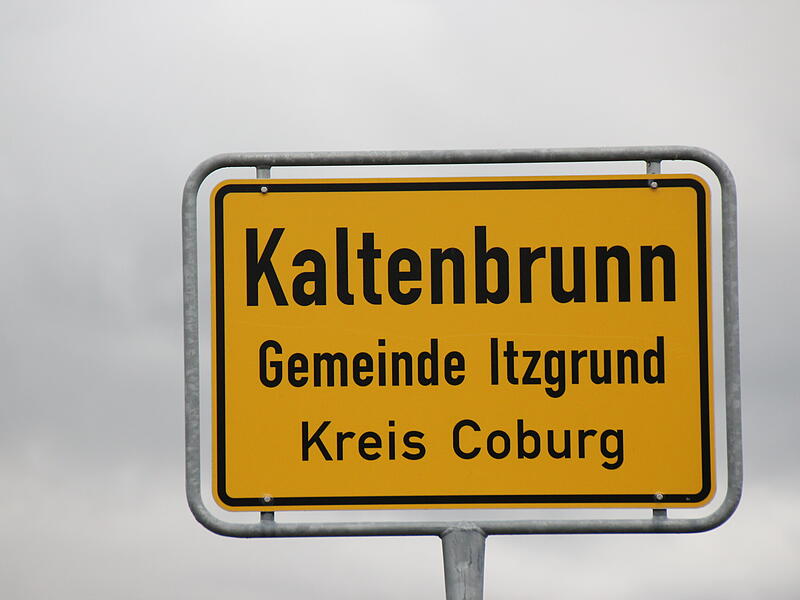 Kaltenbrunn
Gemeinde Itzgrund
Kreis Coburg